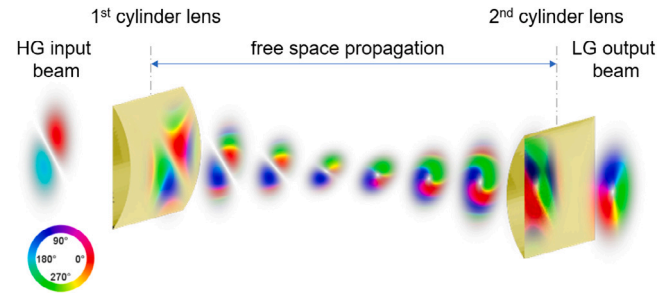 1st cylinder lens
2nd cylinder lens
HG input
beam
free space propagation
LG output
beam
90°
180°
0°
270°